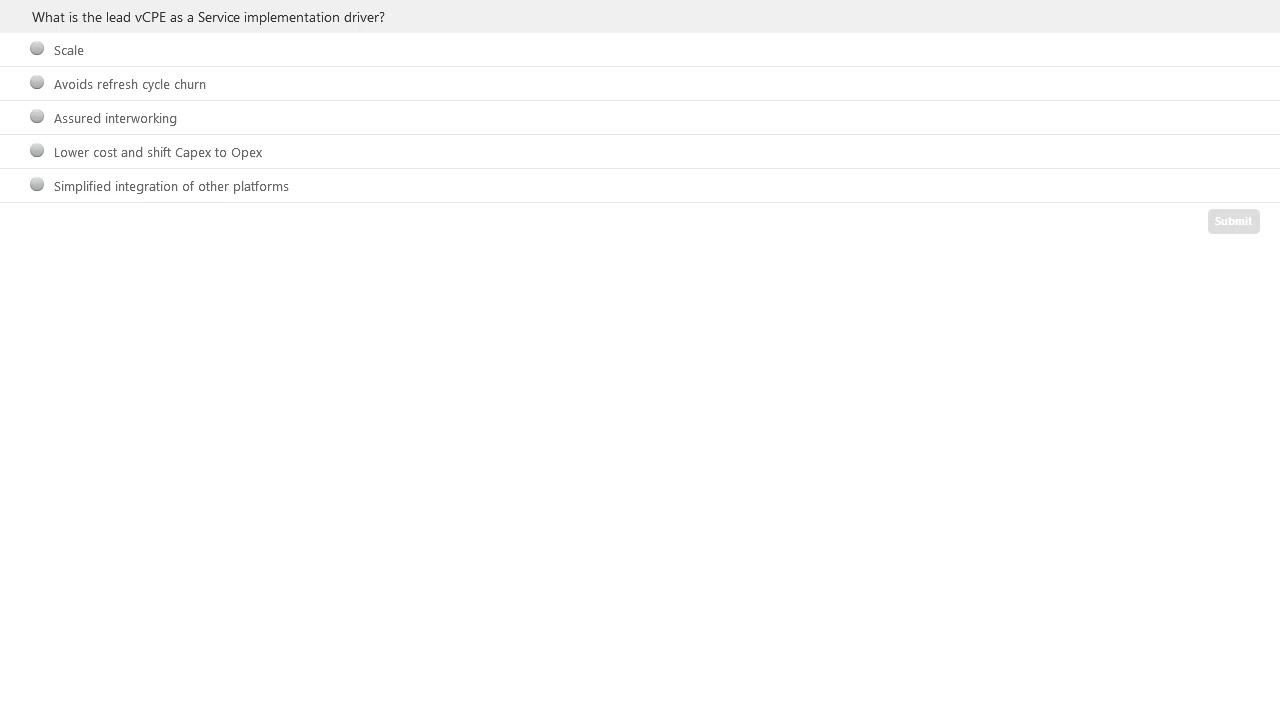 What is the lead vCPE as a Service implementation driver?
Scale
Avoids refresh cycle churn
Assured interworking
Lower cost and shift Capex to Opex
Simplified integration of other platforms
Submit